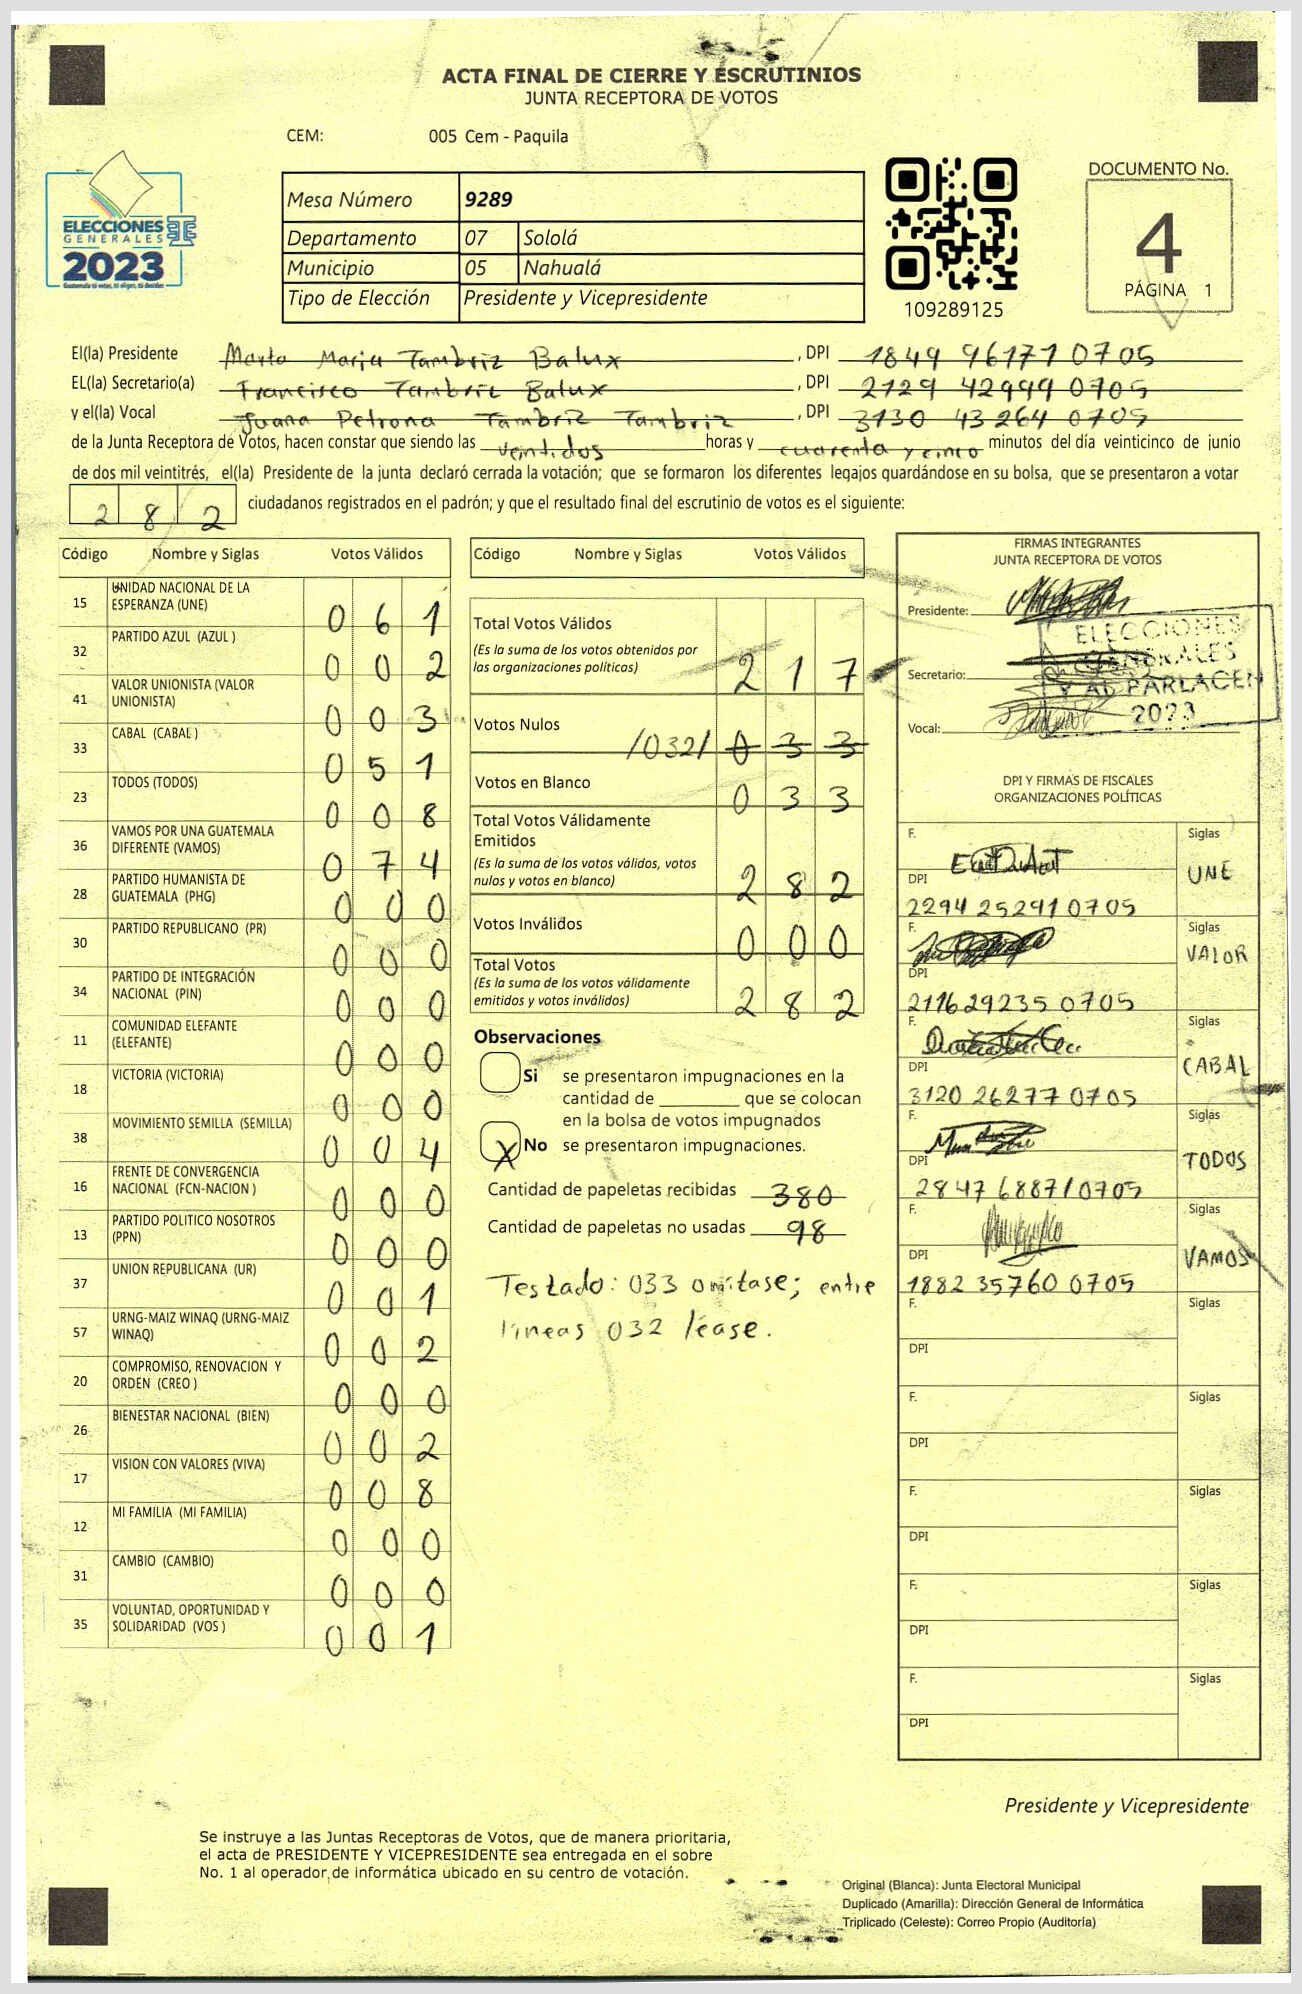 ACTA FINAL DE CIERRE Y ESCRUTINIOS
JUNTA RECEPTORA DE VOTOS
CEM: 005 Cem - Paquila
ELECCIONES
GENERALES
2023
Guatemala tú votas, tú eliges, tú decides
Mesa Número 9289
Departamento 07 Sololá
Municipio 05 Nahualá
Tipo de Elección Presidente y Vicepresidente
109289125
DOCUMENTO No.
4
PÁGINA 1
El(la) Presidente Marta Maria Tambriz Balux , DPI 1849 96171 0705
EL(la) Secretario(a) Francisco Tambriz Balux , DPI 2129 42999 0705
y el(la) Vocal Juana Petrona Tambriz Tambriz , DPI 3130 43264 0705
de la Junta Receptora de Votos, hacen constar que siendo las ventidos horas y cuarenta y cinco minutos del día veinticinco de junio
de dos mil veintitrés, el(la) Presidente de la junta declaró cerrada la votación; que se formaron los diferentes legajos guardándose en su bolsa, que se presentaron a votar
2 8 2 ciudadanos registrados en el padrón; y que el resultado final del escrutinio de votos es el siguiente:
Código Nombre y Siglas Votos Válidos
15 UNIDAD NACIONAL DE LA ESPERANZA (UNE) 0 6 1
32 PARTIDO AZUL (AZUL ) 0 0 2
41 VALOR UNIONISTA (VALOR UNIONISTA) 0 0 3
33 CABAL (CABAL ) 0 5 1
23 TODOS (TODOS) 0 0 8
36 VAMOS POR UNA GUATEMALA DIFERENTE (VAMOS) 0 7 4
28 PARTIDO HUMANISTA DE GUATEMALA (PHG) 0 0 0
30 PARTIDO REPUBLICANO (PR) 0 0 0
34 PARTIDO DE INTEGRACIÓN NACIONAL (PIN) 0 0 0
11 COMUNIDAD ELEFANTE (ELEFANTE) 0 0 0
18 VICTORIA (VICTORIA) 0 0 0
38 MOVIMIENTO SEMILLA (SEMILLA) 0 0 4
16 FRENTE DE CONVERGENCIA NACIONAL (FCN-NACION ) 0 0 0
13 PARTIDO POLITICO NOSOTROS (PPN) 0 0 0
37 UNION REPUBLICANA (UR) 0 0 1
57 URNG-MAIZ WINAQ (URNG-MAIZ WINAQ) 0 0 2
20 COMPROMISO, RENOVACION Y ORDEN (CREO ) 0 0 0
26 BIENESTAR NACIONAL (BIEN) 0 0 2
17 VISION CON VALORES (VIVA) 0 0 8
12 MI FAMILIA (MI FAMILIA) 0 0 0
31 CAMBIO (CAMBIO) 0 0 0
35 VOLUNTAD, OPORTUNIDAD Y SOLIDARIDAD (VOS ) 0 0 1
Código Nombre y Siglas Votos Válidos
Total Votos Válidos
(Es la suma de los votos obtenidos por
las organizaciones políticas) 2 1 7
Votos Nulos /032/ 0 3 3
Votos en Blanco 0 3 3
Total Votos Válidamente
Emitidos
(Es la suma de los votos válidos, votos
nulos y votos en blanco) 2 8 2
Votos Inválidos 0 0 0
Total Votos
(Es la suma de los votos válidamente
emitidos y votos inválidos) 2 8 2
Observaciones
Si se presentaron impugnaciones en la
cantidad de ________ que se colocan
en la bolsa de votos impugnados
X No se presentaron impugnaciones.
Cantidad de papeletas recibidas 380
Cantidad de papeletas no usadas 98
Testado: 033 omitase; entre
líneas 032 léase.
FIRMAS INTEGRANTES
JUNTA RECEPTORA DE VOTOS
Presidente:
Secretario:
Vocal:
ELECCIONES
GENERALES
Y AL PARLACEN
2023
DPI Y FIRMAS DE FISCALES
ORGANIZACIONES POLÍTICAS
F. Siglas
UNE
DPI
2294 25291 0705
F. Siglas
VALOR
DPI
2116 29235 0705
F. Siglas
CABAL
DPI
3120 26277 0705
F. Siglas
TODOS
DPI
2847 68871 0705
F. Siglas
VAMOS
DPI
1882 35760 0705
F. Siglas
DPI
F. Siglas
DPI
F. Siglas
DPI
F. Siglas
DPI
F. Siglas
DPI
Presidente y Vicepresidente
Se instruye a las Juntas Receptoras de Votos, que de manera prioritaria,
el acta de PRESIDENTE Y VICEPRESIDENTE sea entregada en el sobre
No. 1 al operador de informática ubicado en su centro de votación.
Original (Blanca): Junta Electoral Municipal
Duplicado (Amarilla): Dirección General de Informática
Triplicado (Celeste): Correo Propio (Auditoría)